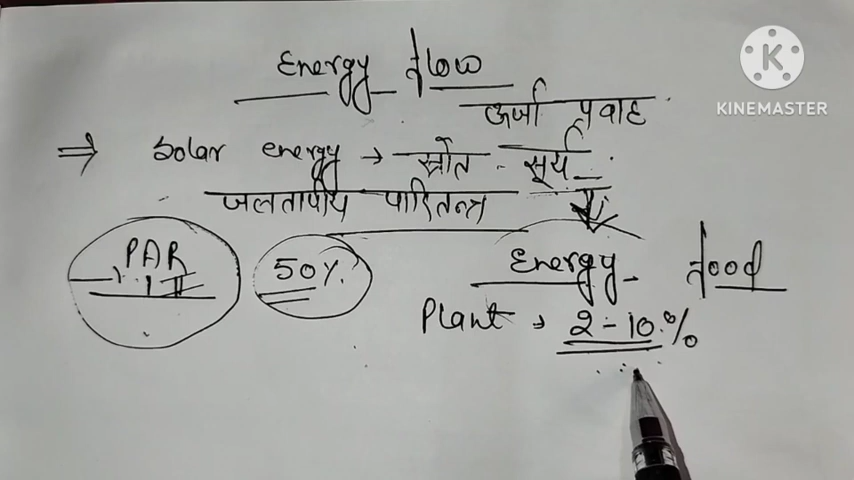 Energy flow
ऊर्जा प्रवाह
⇒ Solar energy → स्रोत - सूर्य
जलतापीय पारितन्त्र
PAR
50%
Energy food
Plant → 2-10%
KINEMASTER